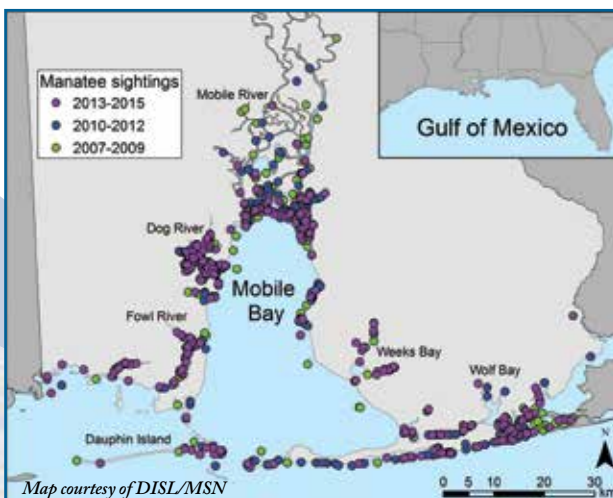 Manatee sightings
2013-2015
2010-2012
2007-2009
Mobile River
Gulf of Mexico
Dog River
Mobile
Bay
Fowl River
Weeks Bay
Wolf Bay
Dauphin Island
N
0 5 10 20 30
km
Map courtesy of DISL/MSN